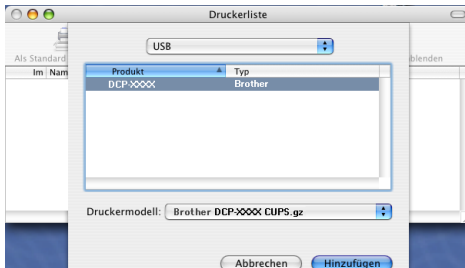 Druckerliste
USB
Als Standard
blenden
Im Nam
Produkt Typ
DCP-XXXX Brother
Druckermodell: Brother DCP-XXXX CUPS.gz
Abbrechen Hinzufügen